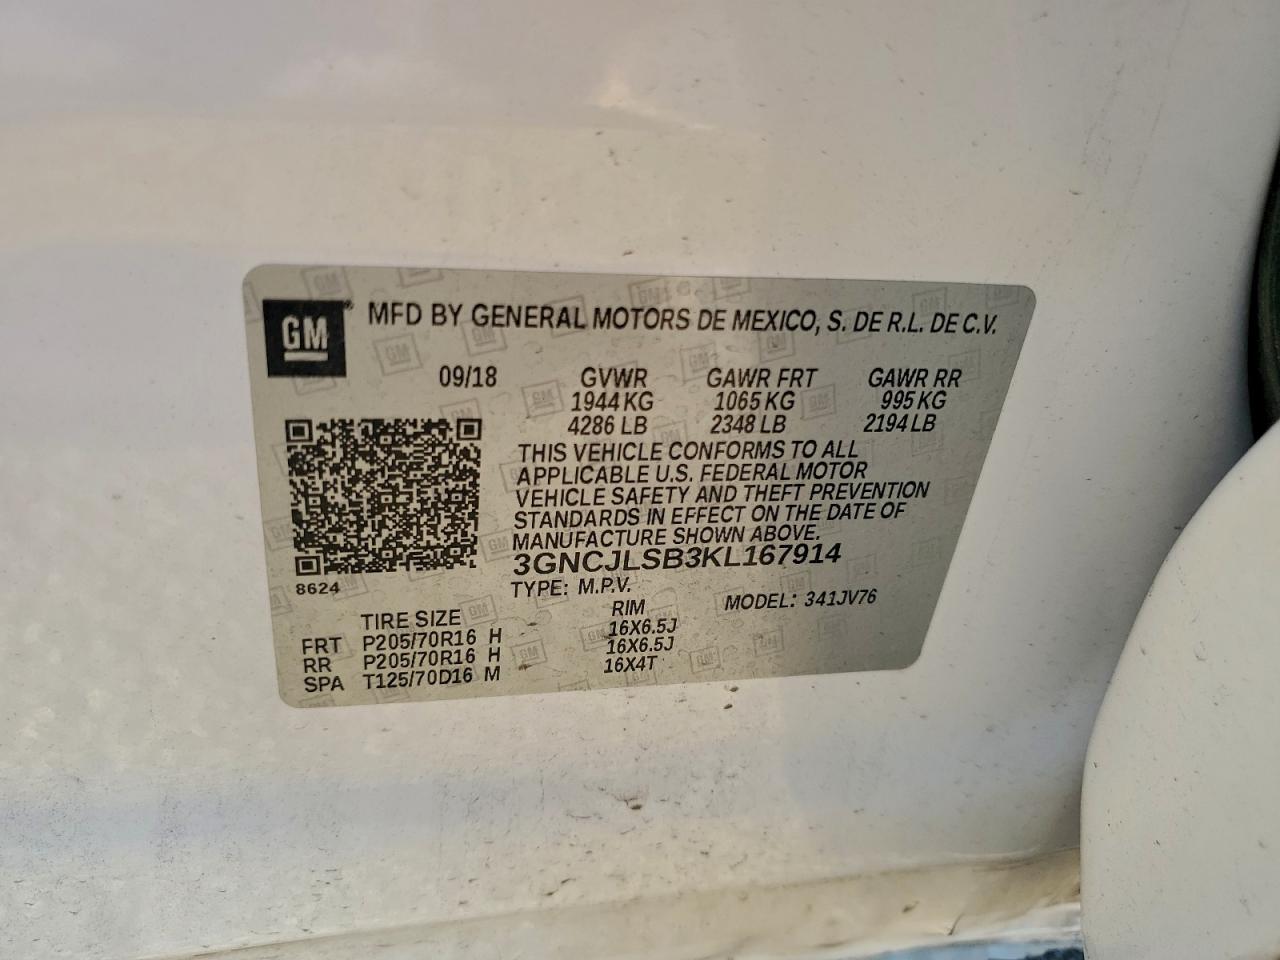 GM® MFD BY GENERAL MOTORS DE MEXICO, S. DE R.L. DE C.V.
09/18 GVWR GAWR FRT GAWR RR
1944 KG 1065 KG 995 KG
4286 LB 2348 LB 2194 LB
THIS VEHICLE CONFORMS TO ALL
APPLICABLE U.S. FEDERAL MOTOR
VEHICLE SAFETY AND THEFT PREVENTION
STANDARDS IN EFFECT ON THE DATE OF
MANUFACTURE SHOWN ABOVE.
3GNCJLSB3KL167914
8624
TYPE: M.P.V. MODEL: 341JV76
TIRE SIZE RIM
FRT P205/70R16 H 16X6.5J
RR P205/70R16 H 16X6.5J
SPA T125/70D16 M 16X4T